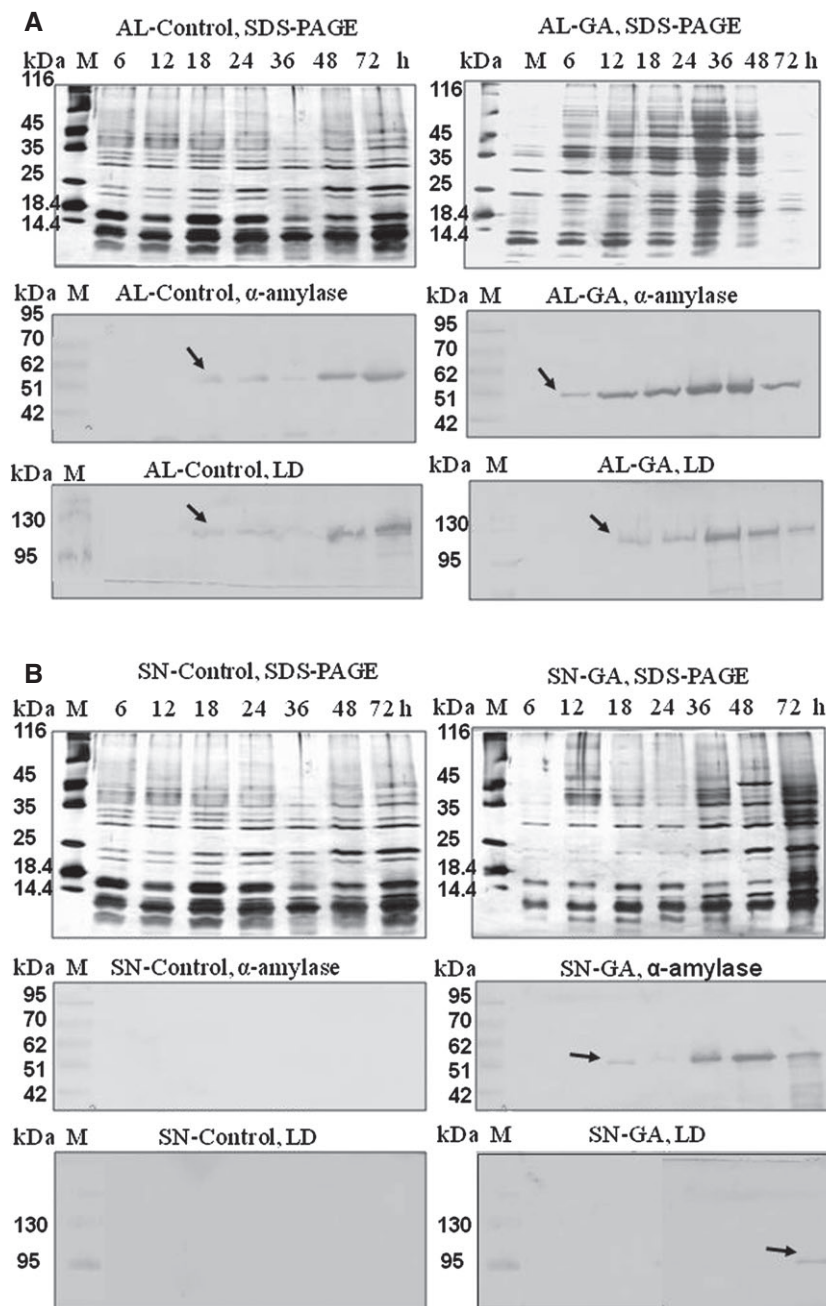 A
AL-Control, SDS-PAGE
kDa M 6 12 18 24 36 48 72 h
116
45
35
25
18.4
14.4
AL-GA, SDS-PAGE
kDa M 6 12 18 24 36 48 72 h
116
45
35
25
18.4
14.4
kDa M AL-Control, α-amylase
95
70
62
51
42
kDa M AL-GA, α-amylase
95
70
62
51
42
kDa M AL-Control, LD
130
95
kDa M AL-GA, LD
130
95
B
SN-Control, SDS-PAGE
kDa M 6 12 18 24 36 48 72 h
116
45
35
25
18.4
14.4
SN-GA, SDS-PAGE
kDa M 6 12 18 24 36 48 72 h
116
45
35
25
18.4
14.4
kDa M SN-Control, α-amylase
95
70
62
51
42
kDa M SN-GA, α-amylase
95
70
62
51
42
kDa M SN-Control, LD
130
95
kDa M SN-GA, LD
130
95